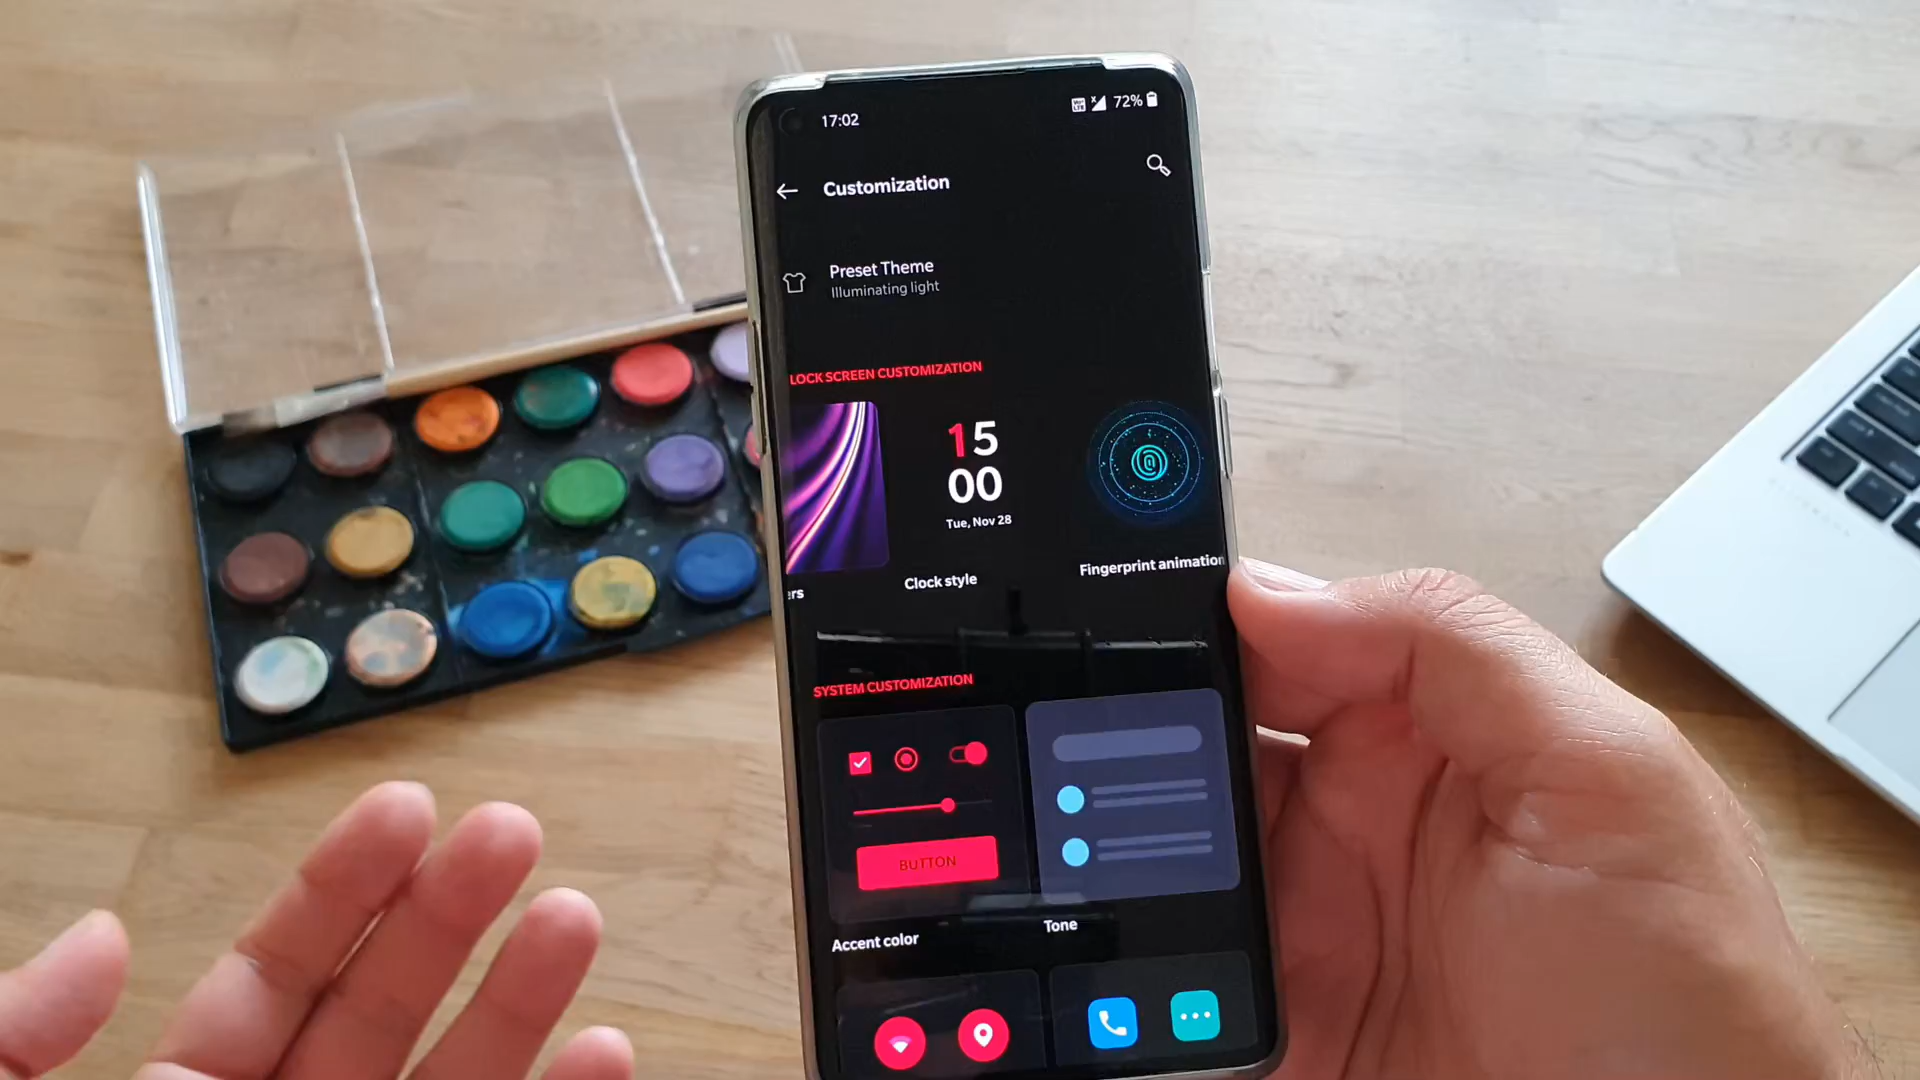 17:02
72%
Customization
Preset Theme
Illuminating light
LOCK SCREEN CUSTOMIZATION
15
00
Tue, Nov 28
ers
Clock style
Fingerprint animation
SYSTEM CUSTOMIZATION
BUTTON
Accent color
Tone